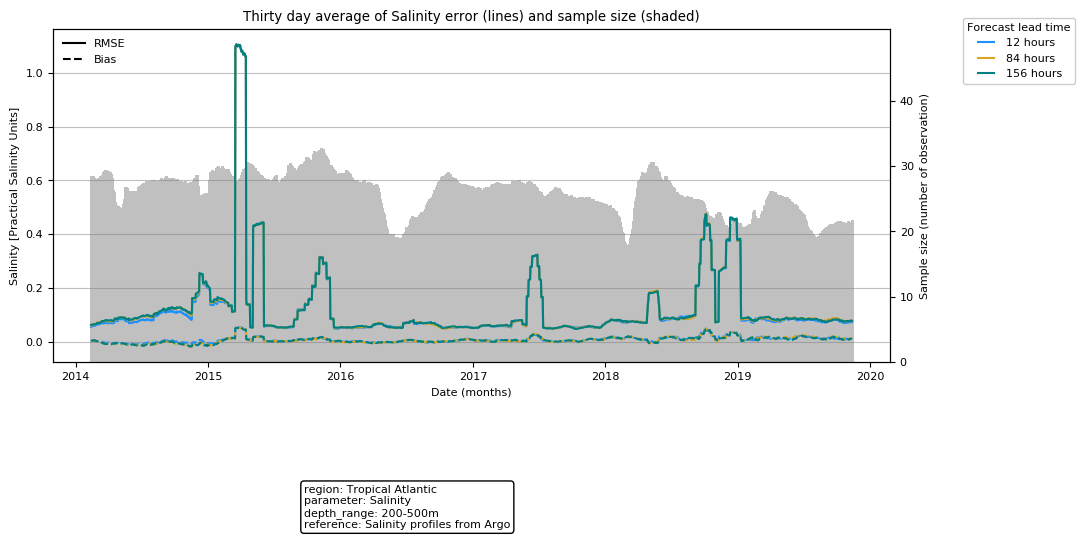 Thirty day average of Salinity error (lines) and sample size (shaded)
Forecast lead time
12 hours
84 hours
156 hours
RMSE
Bias
Salinity [Practical Salinity Units]
1.0
0.8
0.6
0.4
0.2
0.0
40
30
20
10
0
Sample size (number of observation)
2014 2015 2016 2017 2018 2019 2020
Date (months)
region: Tropical Atlantic
parameter: Salinity
depth_range: 200-500m
reference: Salinity profiles from Argo